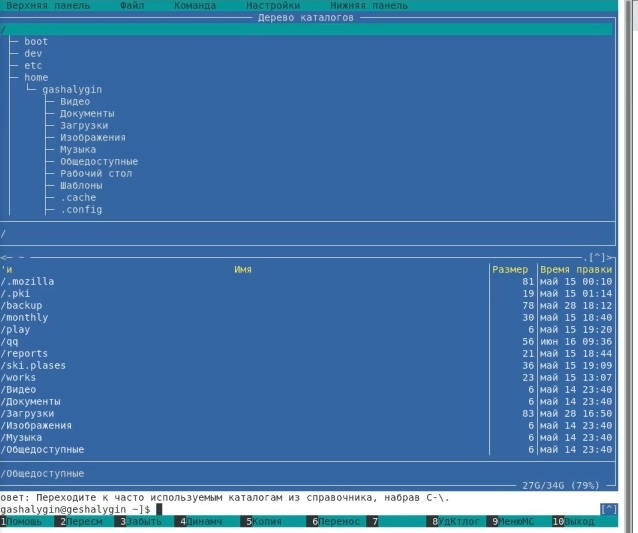 Верхняя панель Файл Команда Настройки Нижняя панель
Дерево каталогов
/
boot
dev
etc
home
gashalygin
Видео
Документы
Загрузки
Изображения
Музыка
Общедоступные
Рабочий стол
Шаблоны
.cache
.config
/
<— ~ .[^]>
'и Имя Размер Время правки
/.mozilla 81 май 15 00:10
/.pki 19 май 15 01:14
/backup 78 май 28 18:12
/monthly 30 май 15 18:40
/play 6 май 15 19:20
/qq 56 июн 16 09:36
/reports 21 май 15 18:44
/ski.plases 36 май 15 19:09
/works 23 май 15 13:07
/Видео 6 май 14 23:40
/Документы 6 май 14 23:40
/Загрузки 83 май 28 16:50
/Изображения 6 май 14 23:40
/Музыка 6 май 14 23:40
/Общедоступные 6 май 14 23:40
/Общедоступные
27G/34G (79%)
овет: Переходите к часто используемым каталогам из справочника, набрав C-\.
gashalygin@geshalygin ~]$ [^]
1Помощь 2Пересм 3Забыть 4Динамч 5Копия 6Перенос 7 8УдКтлог 9МенюMC 10Выход